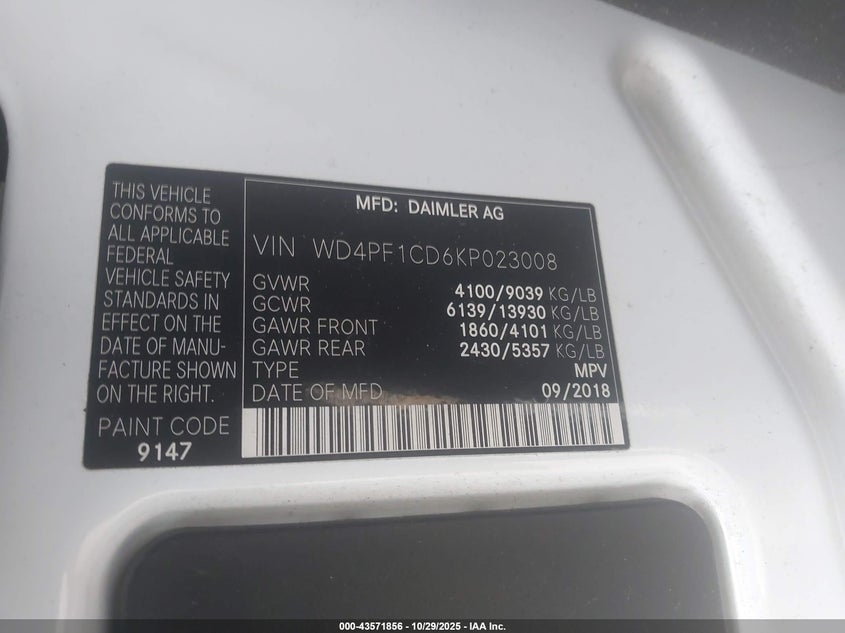 THIS VEHICLE
CONFORMS TO
ALL APPLICABLE
FEDERAL
VEHICLE SAFETY
STANDARDS IN
EFFECT ON THE
DATE OF MANU-
FACTURE SHOWN
ON THE RIGHT.
PAINT CODE
9147
MFD: DAIMLER AG
VIN WD4PF1CD6KP023008
GVWR 4100/9039 KG/LB
GCWR 6139/13930 KG/LB
GAWR FRONT 1860/4101 KG/LB
GAWR REAR 2430/5357 KG/LB
TYPE MPV
DATE OF MFD 09/2018
000-43571856 - 10/29/2025 - IAA Inc.